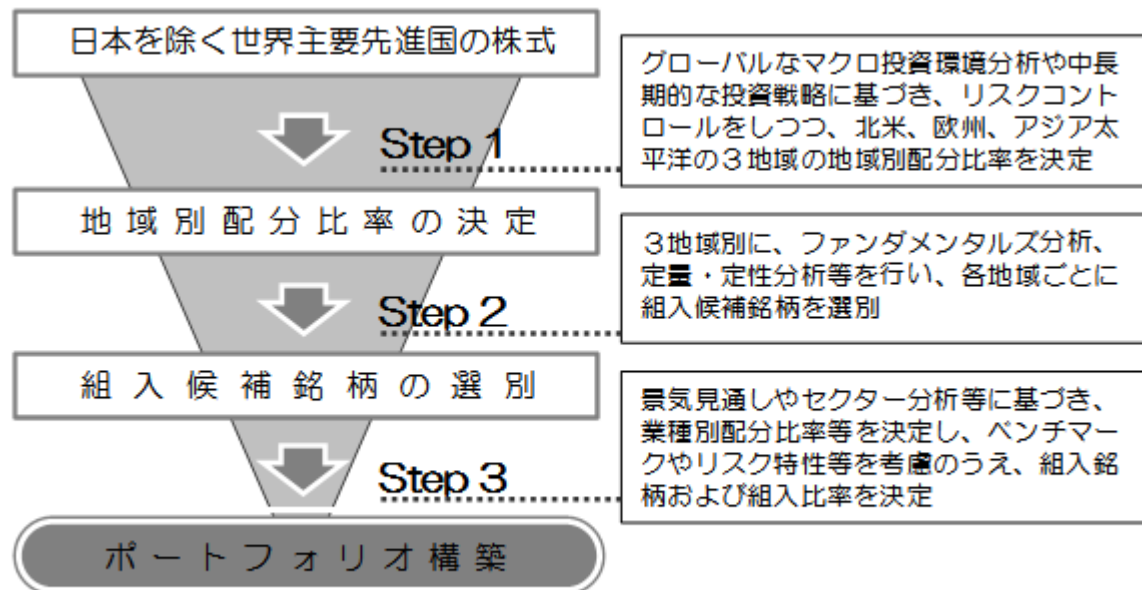 日本を除く世界主要先進国の株式
グローバルなマクロ投資環境分析や中長
期的な投資戦略に基づき、リスクコント
ロールをしつつ、北米、欧州、アジア太
平洋の３地域の地域別配分比率を決定
Step 1
地域別配分比率の決定
３地域別に、ファンダメンタルズ分析、
定量・定性分析等を行い、各地域ごとに
組入候補銘柄を選別
Step 2
組入候補銘柄の選別
景気見通しやセクター分析等に基づき、
業種別配分比率等を決定し、ベンチマー
クやリスク特性等を考慮のうえ、組入銘
柄および組入比率を決定
Step 3
ポートフォリオ構築